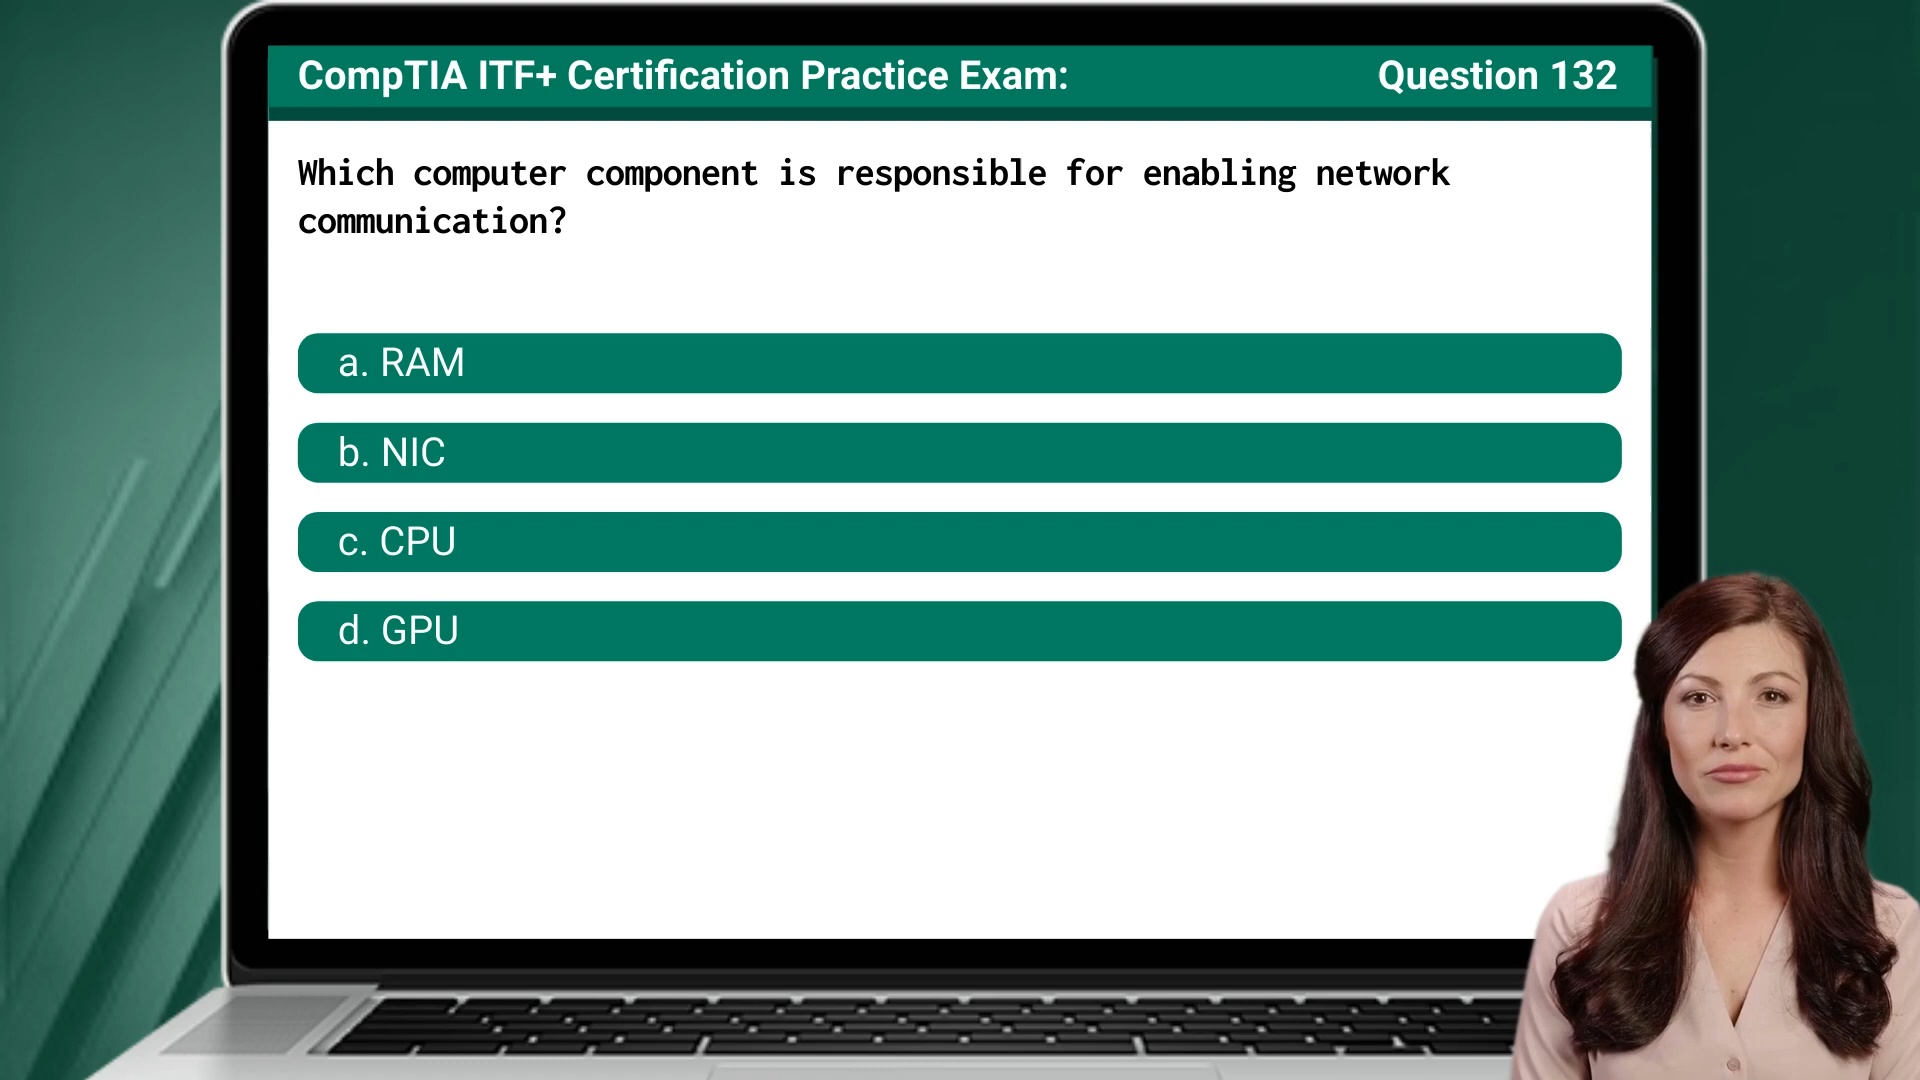 CompTIA ITF+ Certification Practice Exam: Question 132
Which computer component is responsible for enabling network
communication?
a. RAM
b. NIC
c. CPU
d. GPU